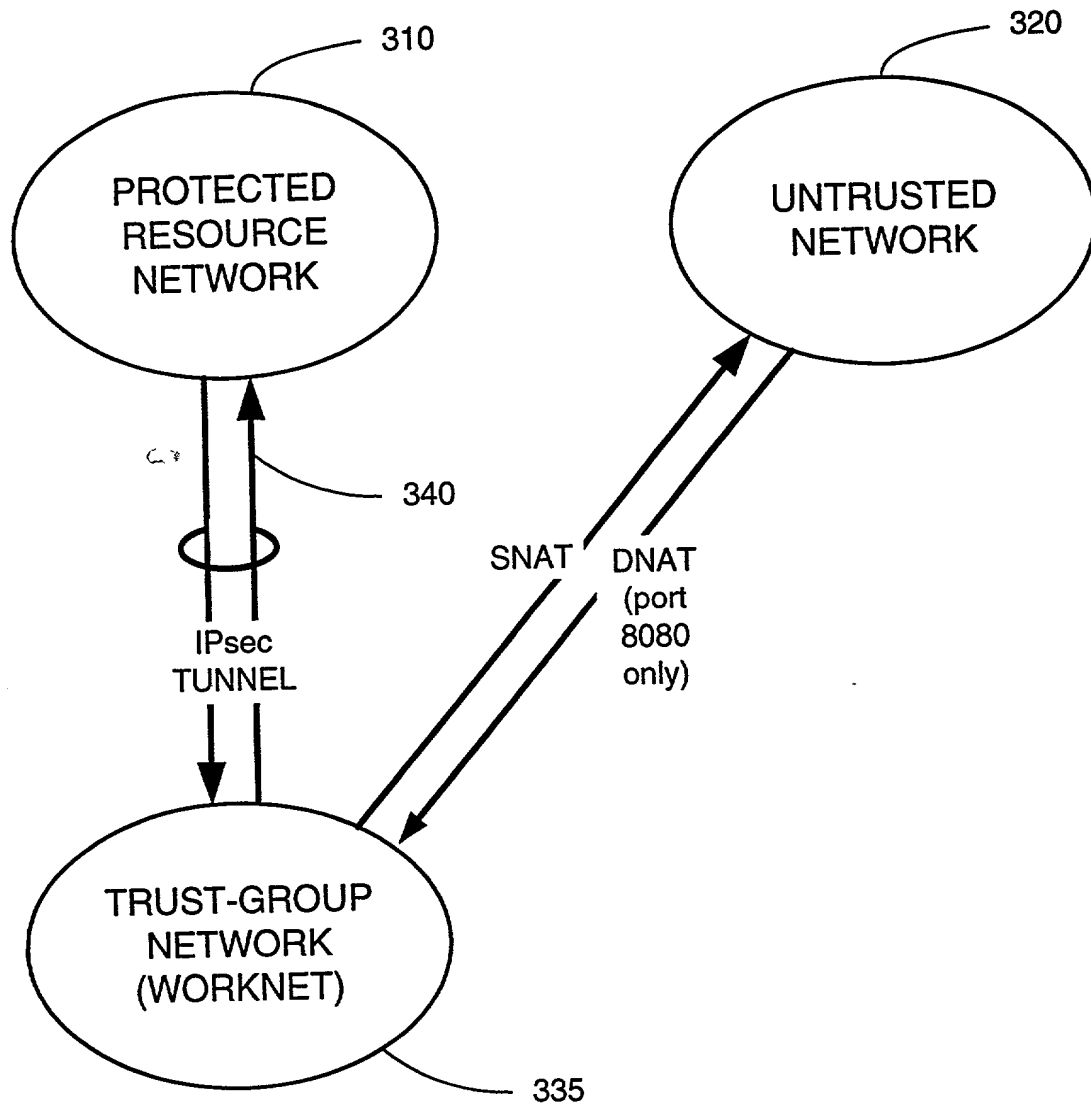 310
320
PROTECTED
RESOURCE
NETWORK
UNTRUSTED
NETWORK
340
SNAT
DNAT
(port
8080
only)
IPsec
TUNNEL
TRUST-GROUP
NETWORK
(WORKNET)
335